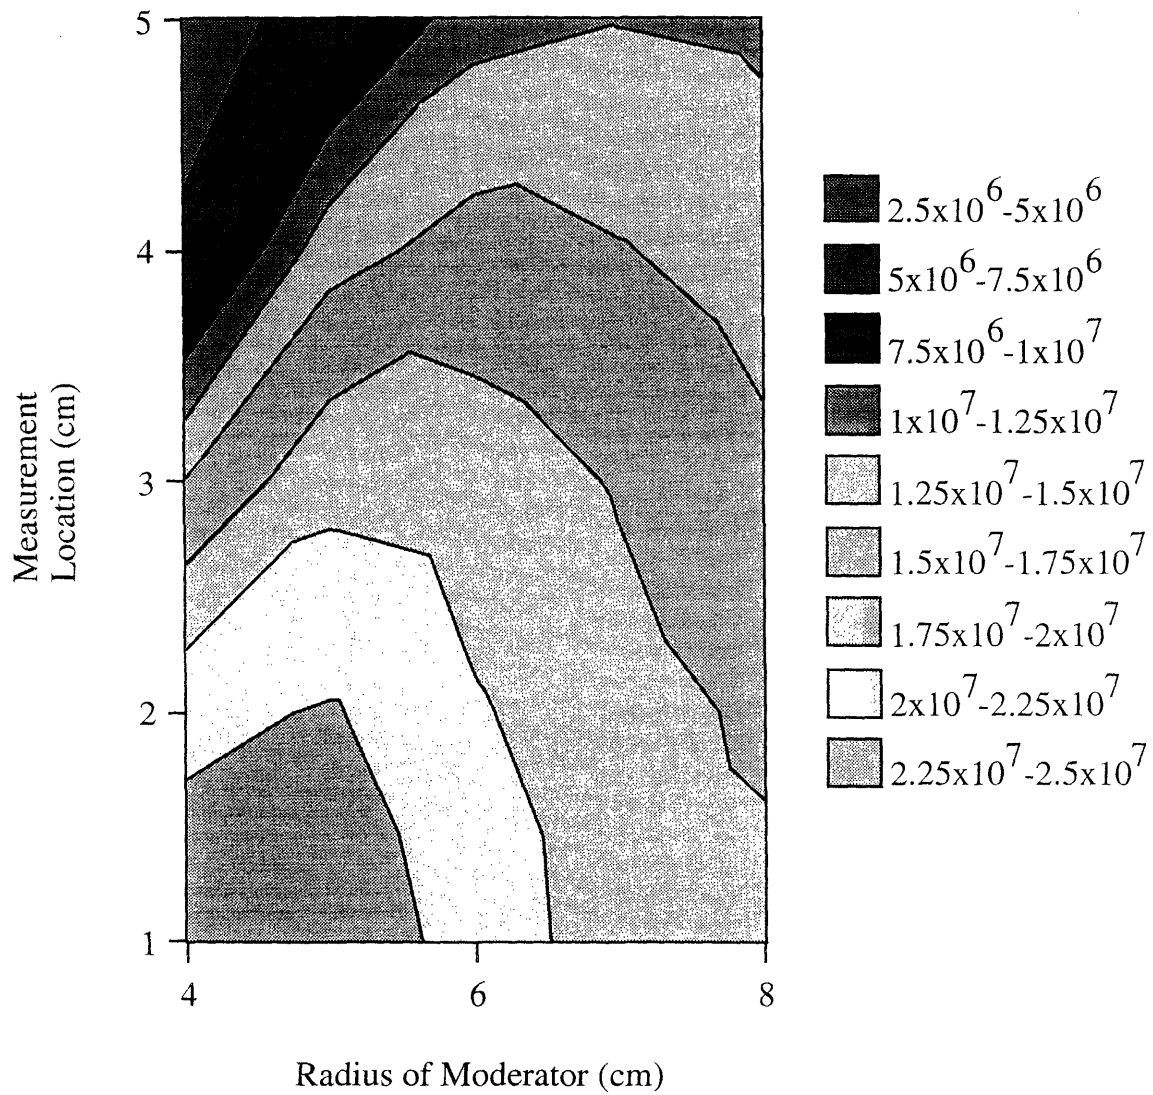 5
4
3
2
1
4 6 8
Measurement
Location (cm)
Radius of Moderator (cm)
2.5x10^6-5x10^6
5x10^6-7.5x10^6
7.5x10^6-1x10^7
1x10^7-1.25x10^7
1.25x10^7-1.5x10^7
1.5x10^7-1.75x10^7
1.75x10^7-2x10^7
2x10^7-2.25x10^7
2.25x10^7-2.5x10^7